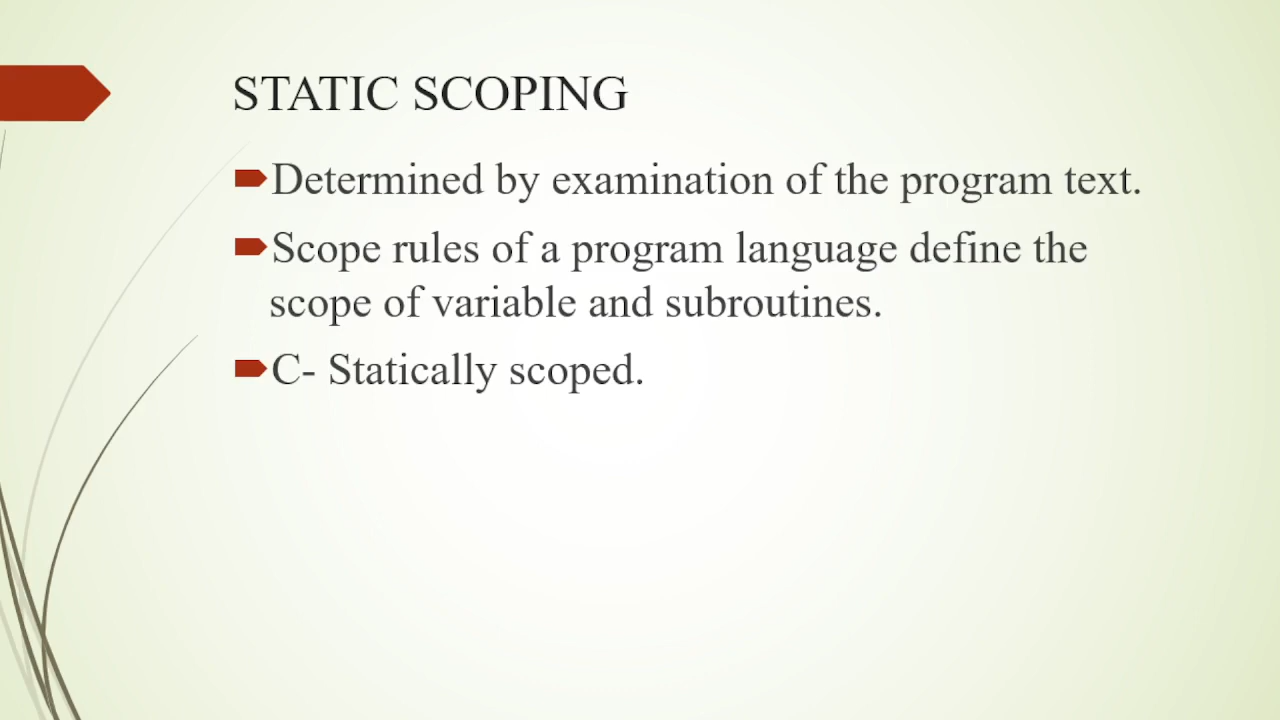 STATIC SCOPING
Determined by examination of the program text.
Scope rules of a program language define the
scope of variable and subroutines.
C- Statically scoped.